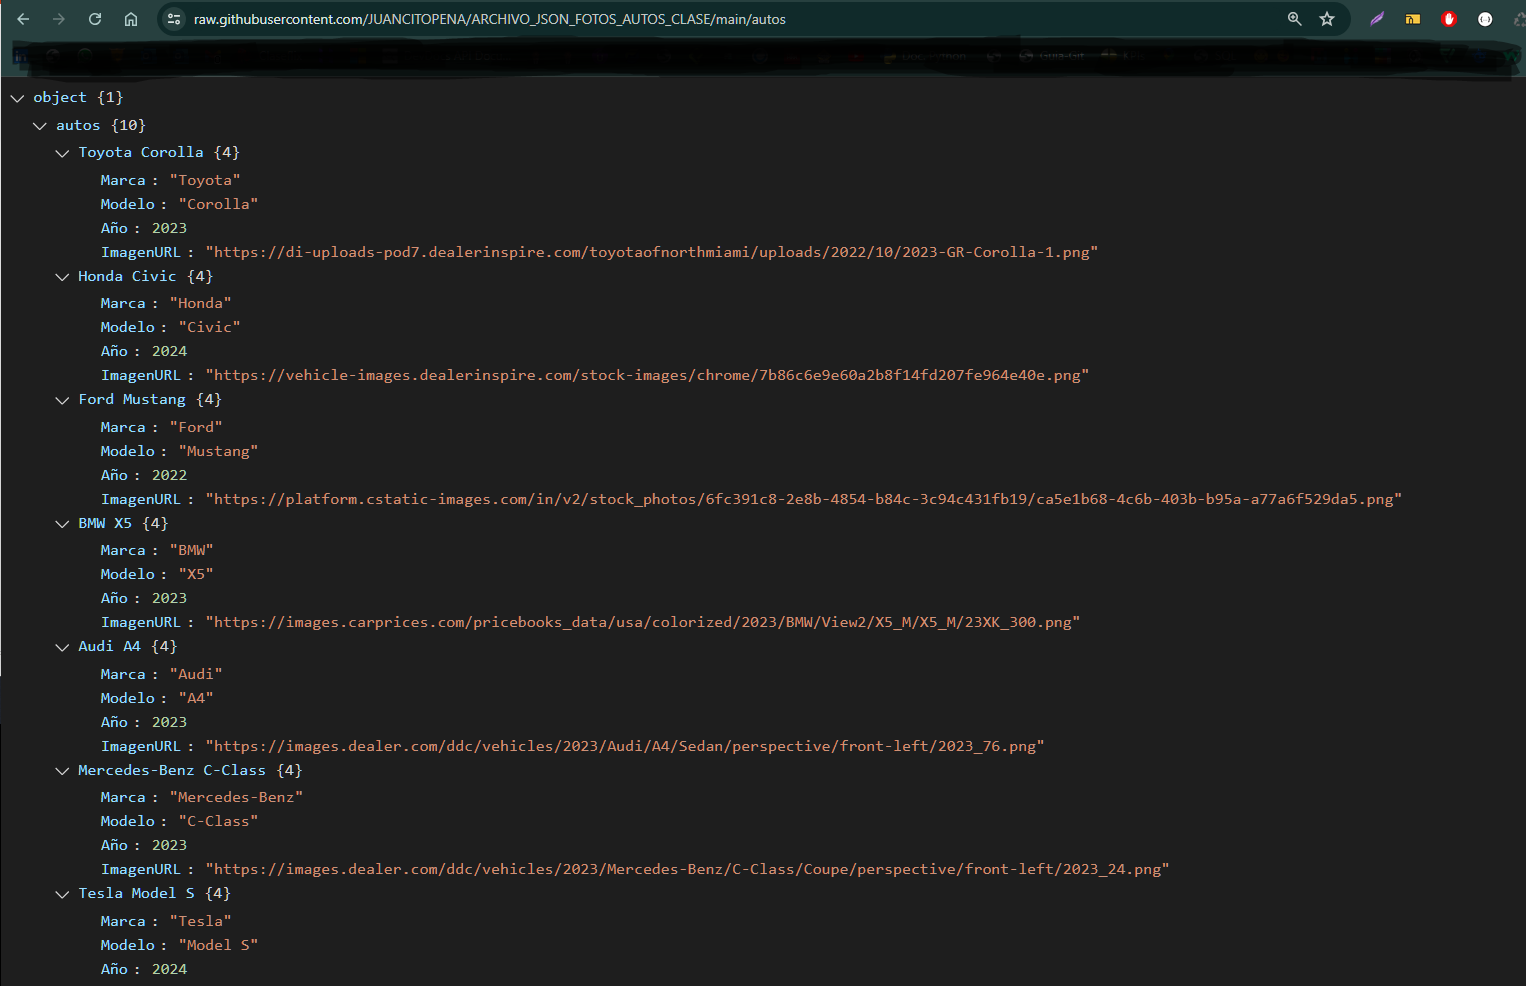 raw.githubusercontent.com/JUANCITOPENA/ARCHIVO_JSON_FOTOS_AUTOS_CLASE/main/autos
object {1}
autos {10}
Toyota Corolla {4}
Marca : "Toyota"
Modelo : "Corolla"
Año : 2023
ImagenURL : "https://di-uploads-pod7.dealerinspire.com/toyotaofnorthmiami/uploads/2022/10/2023-GR-Corolla-1.png"
Honda Civic {4}
Marca : "Honda"
Modelo : "Civic"
Año : 2024
ImagenURL : "https://vehicle-images.dealerinspire.com/stock-images/chrome/7b86c6e9e60a2b8f14fd207fe964e40e.png"
Ford Mustang {4}
Marca : "Ford"
Modelo : "Mustang"
Año : 2022
ImagenURL : "https://platform.cstatic-images.com/in/v2/stock_photos/6fc391c8-2e8b-4854-b84c-3c94c431fb19/ca5e1b68-4c6b-403b-b95a-a77a6f529da5.png"
BMW X5 {4}
Marca : "BMW"
Modelo : "X5"
Año : 2023
ImagenURL : "https://images.carprices.com/pricebooks_data/usa/colorized/2023/BMW/View2/X5_M/X5_M/23XK_300.png"
Audi A4 {4}
Marca : "Audi"
Modelo : "A4"
Año : 2023
ImagenURL : "https://images.dealer.com/ddc/vehicles/2023/Audi/A4/Sedan/perspective/front-left/2023_76.png"
Mercedes-Benz C-Class {4}
Marca : "Mercedes-Benz"
Modelo : "C-Class"
Año : 2023
ImagenURL : "https://images.dealer.com/ddc/vehicles/2023/Mercedes-Benz/C-Class/Coupe/perspective/front-left/2023_24.png"
Tesla Model S {4}
Marca : "Tesla"
Modelo : "Model S"
Año : 2024